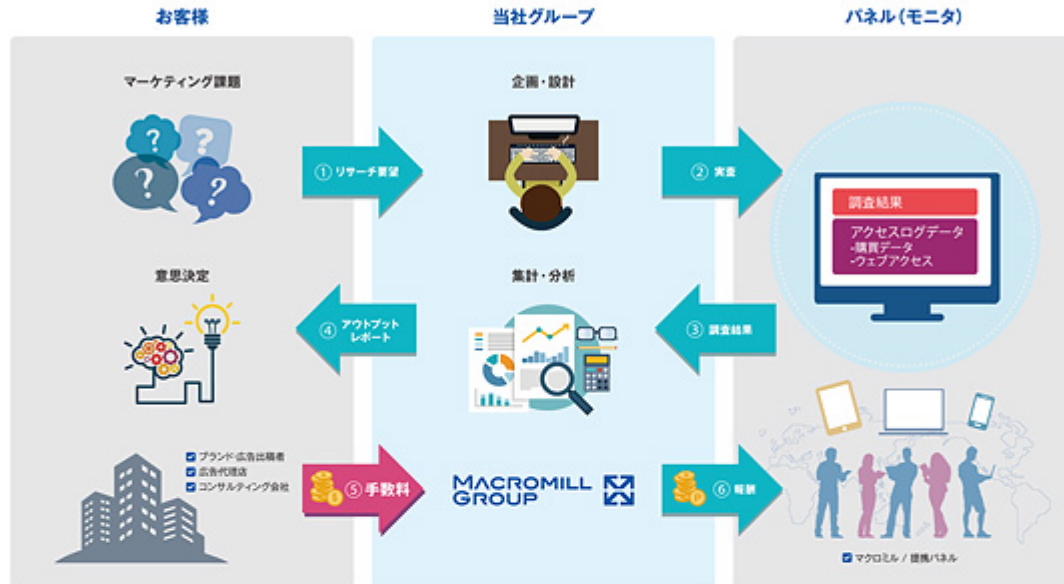 お客様
当社グループ
パネル(モニタ)
マーケティング課題
企画・設計
? ? ? ?
① リサーチ要望
② 実査
調査結果
アクセスログデータ
-購買データ
-ウェブアクセス
意思決定
集計・分析
④ アウトプット
レポート
③ 調査結果
ブランド・広告出稿者
広告代理店
コンサルティング会社
⑤ 手数料
MACROMILL
GROUP
⑥ 報酬
マクロミル / 提携パネル